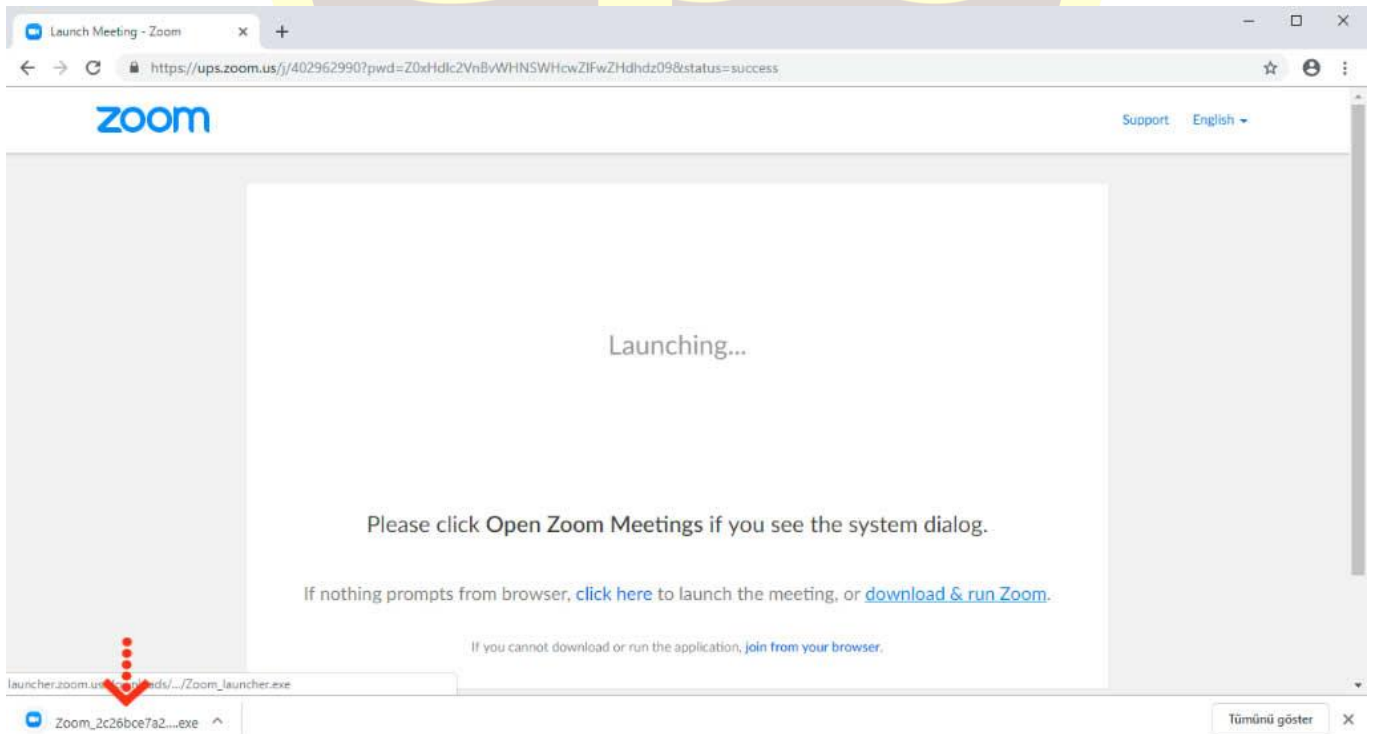 Launch Meeting - Zoom
https://ups.zoom.us/j/402962990?pwd=Z0xHdlc2VnBvWHNSWHcwZlFwZHdhdz09&status=success
zoom
Support English
Launching...
Please click Open Zoom Meetings if you see the system dialog.
If nothing prompts from browser, click here to launch the meeting, or download & run Zoom.
If you cannot download or run the application, join from your browser.
/.../Zoom_launcher.exe
Zoom_2c26bce7a2....exe
Tümünü göster